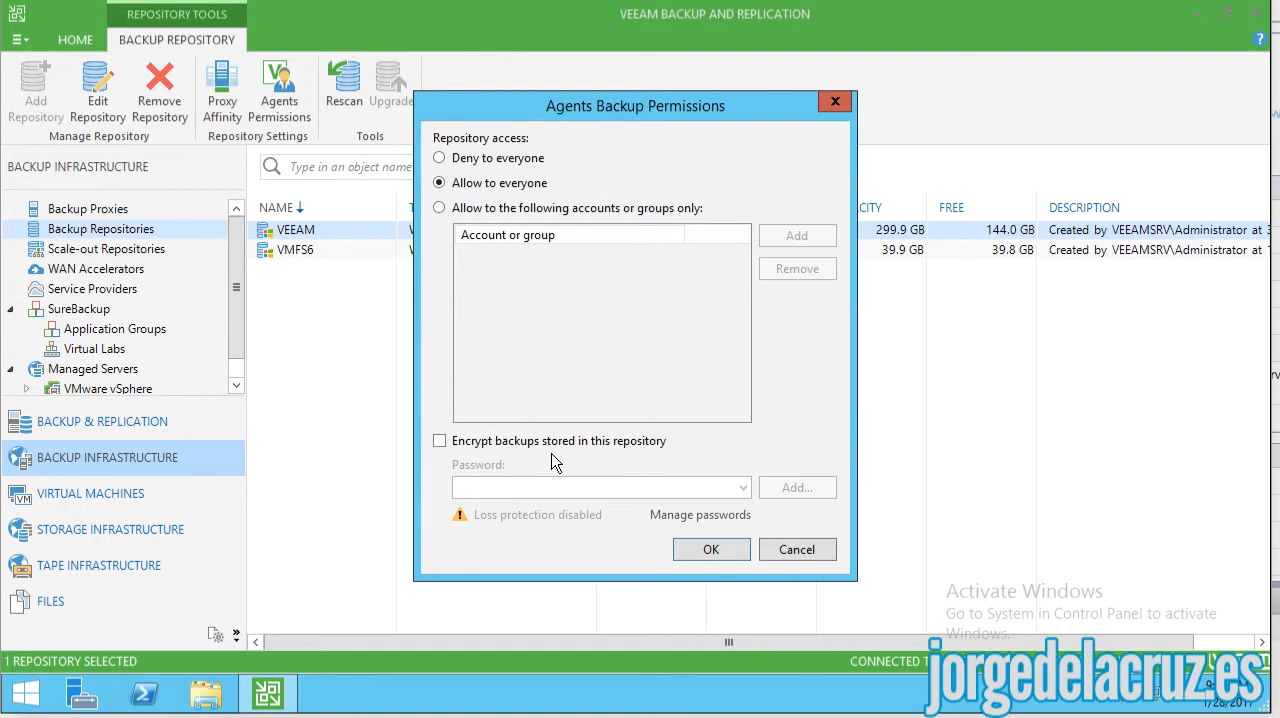 REPOSITORY TOOLS
VEEAM BACKUP AND REPLICATION
HOME
BACKUP REPOSITORY
Add Repository
Edit Repository
Remove Repository
Manage Repository
Proxy Affinity
Agents Permissions
Repository Settings
Rescan
Upgrade
Tools
BACKUP INFRASTRUCTURE
Backup Proxies
Backup Repositories
Scale-out Repositories
WAN Accelerators
Service Providers
SureBackup
Application Groups
Virtual Labs
Managed Servers
VMware vSphere
BACKUP & REPLICATION
BACKUP INFRASTRUCTURE
VIRTUAL MACHINES
STORAGE INFRASTRUCTURE
TAPE INFRASTRUCTURE
FILES
Type in an object name
NAME
CITY
FREE
DESCRIPTION
VEEAM
299.9 GB
144.0 GB
Created by VEEAMSRV\Administrator at 3
VMFS6
39.9 GB
39.8 GB
Created by VEEAMSRV\Administrator at
Agents Backup Permissions
Repository access:
Deny to everyone
Allow to everyone
Allow to the following accounts or groups only:
Account or group
Add
Remove
Encrypt backups stored in this repository
Password:
Add...
Loss protection disabled
Manage passwords
OK
Cancel
Activate Windows
Go to System in Control Panel to activate
Windows.
1 REPOSITORY SELECTED
CONNECTED
jorgedelacruz.es